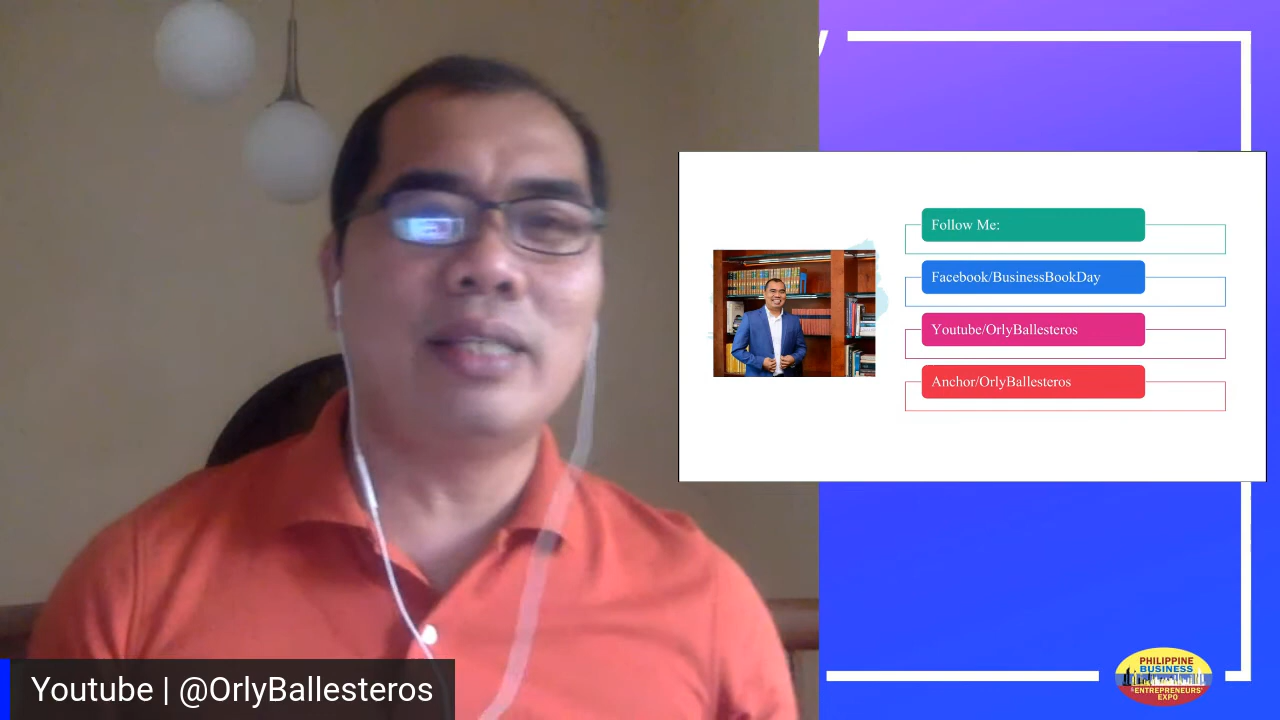 Follow Me:
Facebook/BusinessBookDay
Youtube/OrlyBallesteros
Anchor/OrlyBallesteros
Youtube | @OrlyBallesteros
PHILIPPINE
BUSINESS
& ENTREPRENEURS'
EXPO